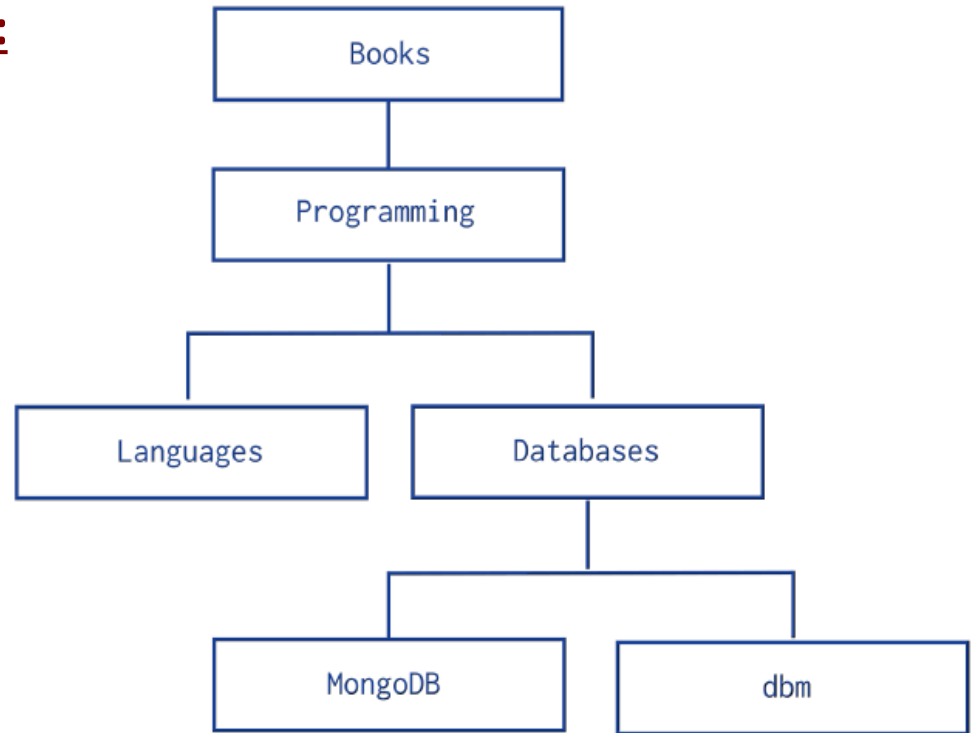 :
Books
Programming
Languages
Databases
MongoDB
dbm